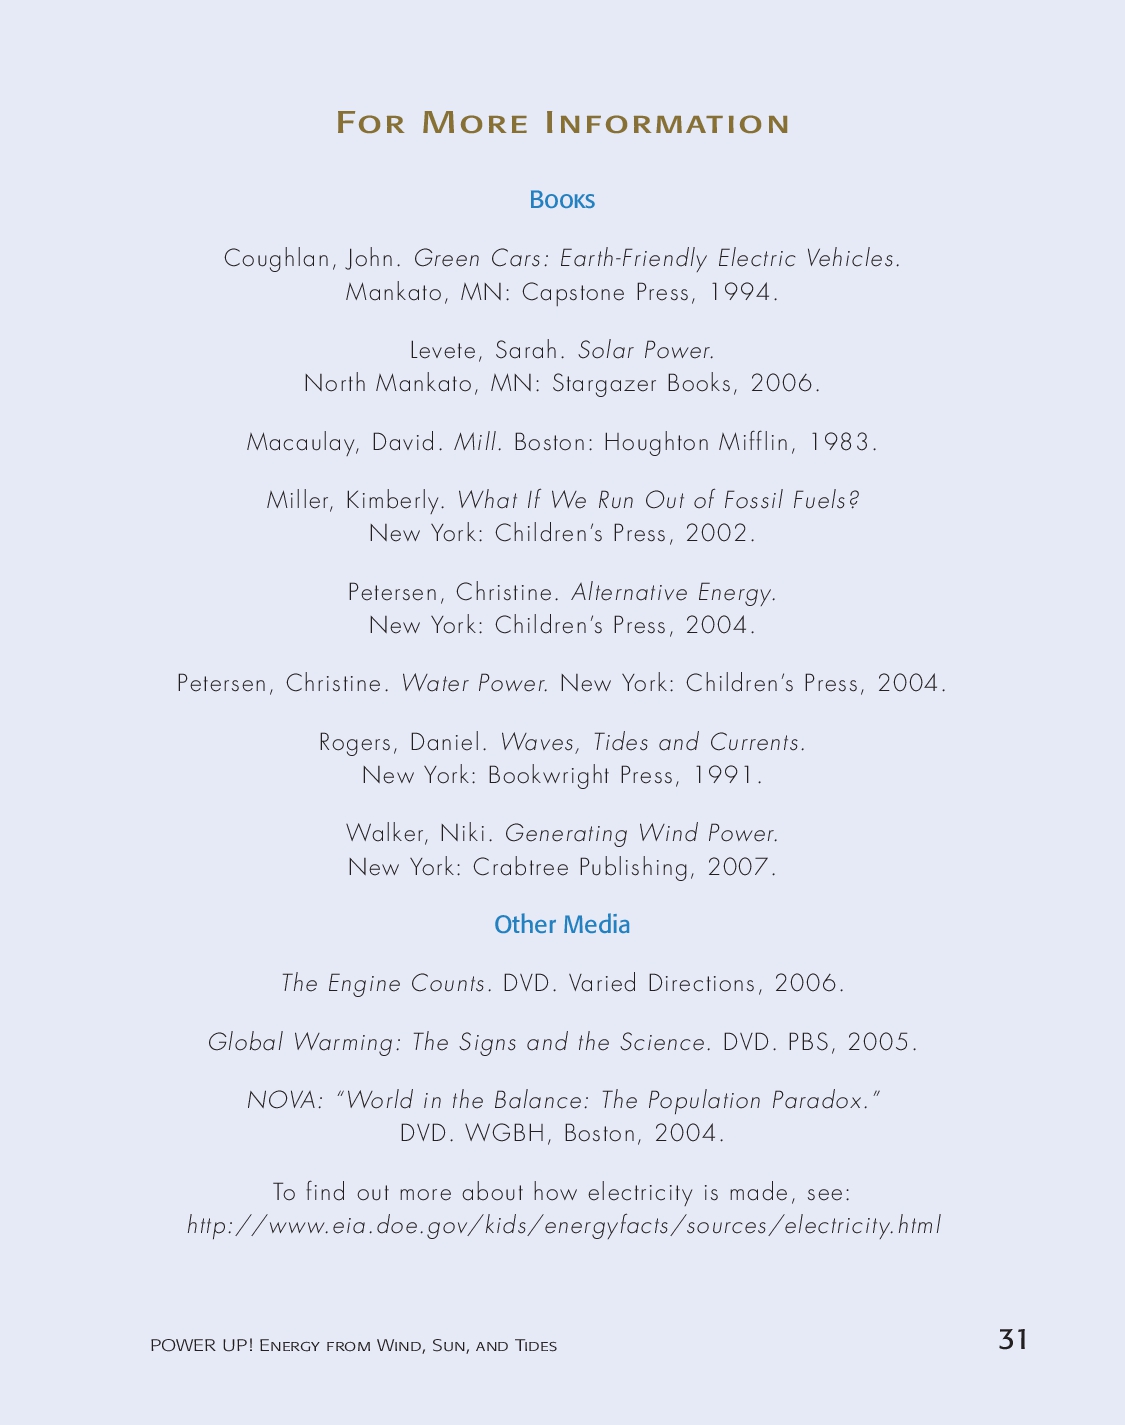 For More Information
Books
Coughlan, John. Green Cars: Earth-Friendly Electric Vehicles.
Mankato, MN: Capstone Press, 1994.
Levete, Sarah. Solar Power.
North Mankato, MN: Stargazer Books, 2006.
Macaulay, David. Mill. Boston: Houghton Mifflin, 1983.
Miller, Kimberly. What If We Run Out of Fossil Fuels?
New York: Children’s Press, 2002.
Petersen, Christine. Alternative Energy.
New York: Children’s Press, 2004.
Petersen, Christine. Water Power. New York: Children’s Press, 2004.
Rogers, Daniel. Waves, Tides and Currents.
New York: Bookwright Press, 1991.
Walker, Niki. Generating Wind Power.
New York: Crabtree Publishing, 2007.
Other Media
The Engine Counts. DVD. Varied Directions, 2006.
Global Warming: The Signs and the Science. DVD. PBS, 2005.
NOVA: “World in the Balance: The Population Paradox.”
DVD. WGBH, Boston, 2004.
To find out more about how electricity is made, see:
http://www.eia.doe.gov/kids/energyfacts/sources/electricity.html
POWER UP! Energy from Wind, Sun, and Tides
31